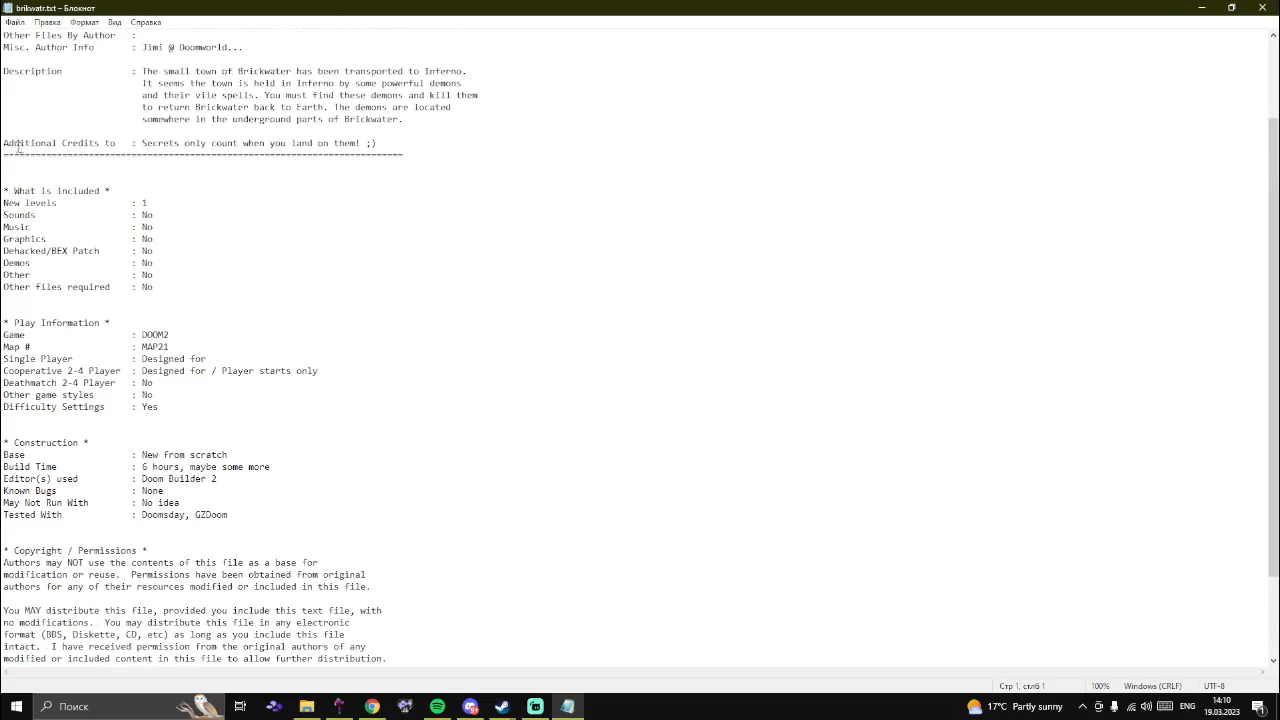 brikwatr.txt – Блокнот
Файл Правка Формат Вид Справка
Other Files By Author :
Misc. Author Info : Jimi @ Doomworld...
Description : The small town of Brickwater has been transported to Inferno.
It seems the town is held in Inferno by some powerful demons
and their vile spells. You must find these demons and kill them
to return Brickwater back to Earth. The demons are located
somewhere in the underground parts of Brickwater.
Additional Credits to : Secrets only count when you land on them! ;)
---------------------------------------------------------------------------
* What is included *
New levels : 1
Sounds : No
Music : No
Graphics : No
Dehacked/BEX Patch : No
Demos : No
Other : No
Other files required : No
* Play Information *
Game : DOOM2
Map # : MAP21
Single Player : Designed for
Cooperative 2-4 Player : Designed for / Player starts only
Deathmatch 2-4 Player : No
Other game styles : No
Difficulty Settings : Yes
* Construction *
Base : New from scratch
Build Time : 6 hours, maybe some more
Editor(s) used : Doom Builder 2
Known Bugs : None
May Not Run With : No idea
Tested With : Doomsday, GZDoom
* Copyright / Permissions *
Authors may NOT use the contents of this file as a base for
modification or reuse.  Permissions have been obtained from original
authors for any of their resources modified or included in this file.
You MAY distribute this file, provided you include this text file, with
no modifications.  You may distribute this file in any electronic
format (BBS, Diskette, CD, etc) as long as you include this file
intact.  I have received permission from the original authors of any
modified or included content in this file to allow further distribution.
Стр 1, стлб 1 100% Windows (CRLF) UTF-8
Поиск 17°C Partly sunny ENG 14:10
19.03.2023